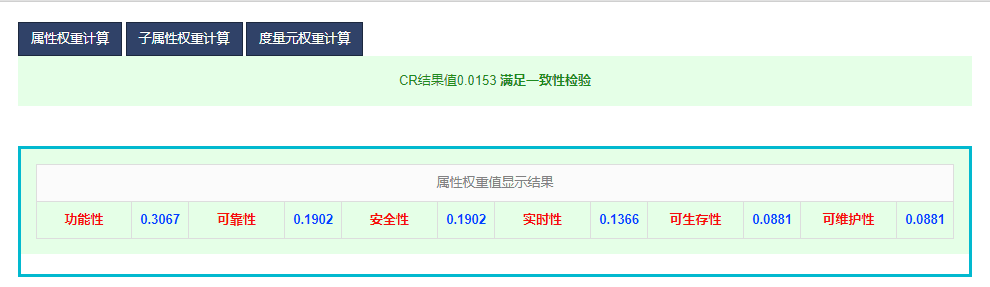 属性权重计算 子属性权重计算 度量元权重计算
CR结果值0.0153 满足一致性检验
属性权重值显示结果
功能性 0.3067 可靠性 0.1902 安全性 0.1902 实时性 0.1366 可生存性 0.0881 可维护性 0.0881